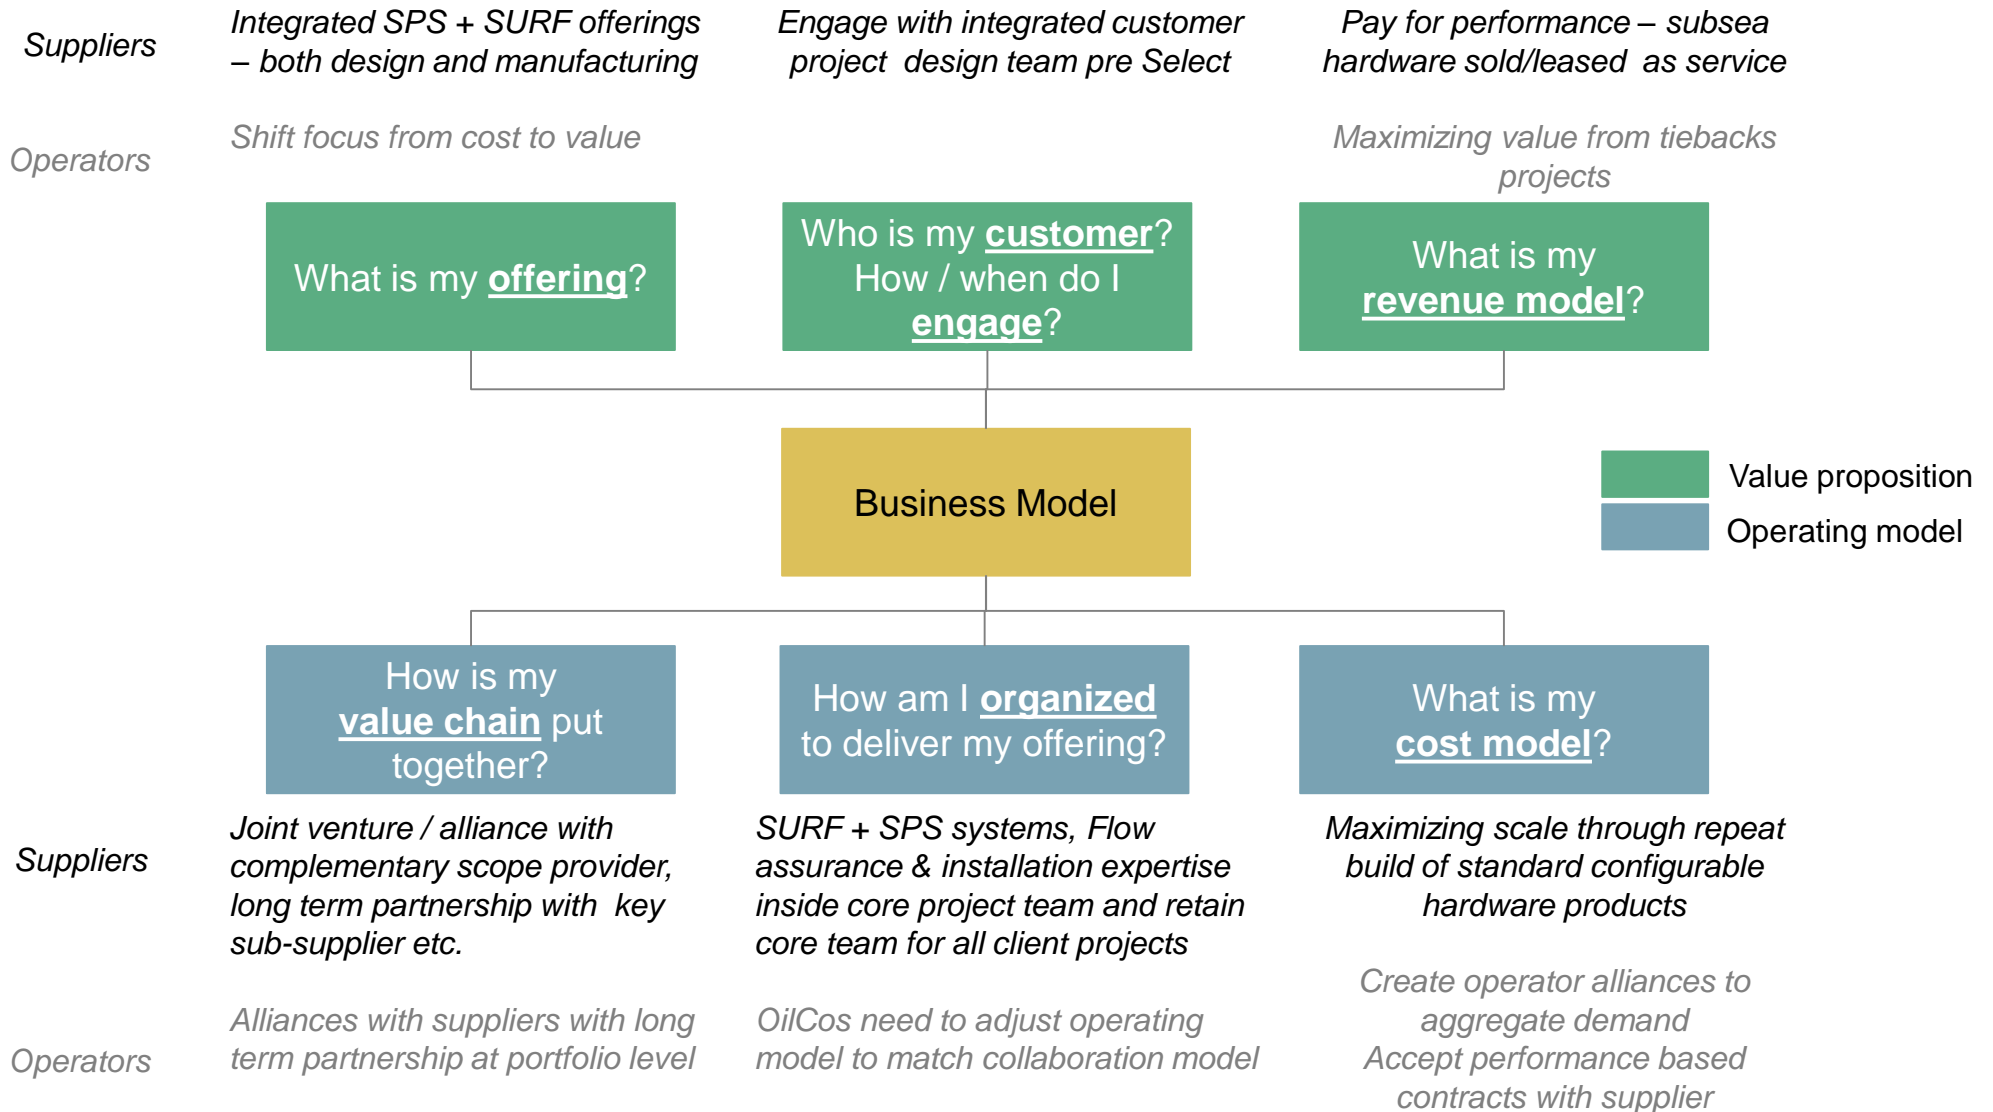 Suppliers
Integrated SPS + SURF offerings
– both design and manufacturing
Engage with integrated customer
project design team pre Select
Pay for performance – subsea
hardware sold/leased as service
Operators
Shift focus from cost to value
Maximizing value from tiebacks
projects
What is my offering?
Who is my customer?
How / when do I
engage?
What is my
revenue model?
Business Model
Value proposition
Operating model
How is my
value chain put
together?
How am I organized
to deliver my offering?
What is my
cost model?
Suppliers
Joint venture / alliance with
complementary scope provider,
long term partnership with key
sub-supplier etc.
SURF + SPS systems, Flow
assurance & installation expertise
inside core project team and retain
core team for all client projects
Maximizing scale through repeat
build of standard configurable
hardware products
Operators
Alliances with suppliers with long
term partnership at portfolio level
OilCos need to adjust operating
model to match collaboration model
Create operator alliances to
aggregate demand
Accept performance based
contracts with supplier